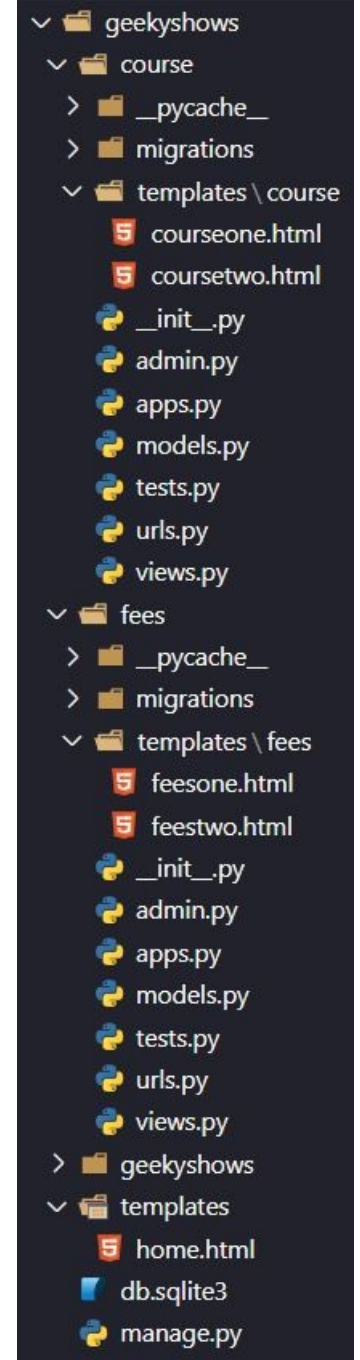 geekyshows
course
__pycache__
migrations
templates \ course
courseone.html
coursetwo.html
__init__.py
admin.py
apps.py
models.py
tests.py
urls.py
views.py
fees
__pycache__
migrations
templates \ fees
feesone.html
feestwo.html
__init__.py
admin.py
apps.py
models.py
tests.py
urls.py
views.py
geekyshows
templates
home.html
db.sqlite3
manage.py